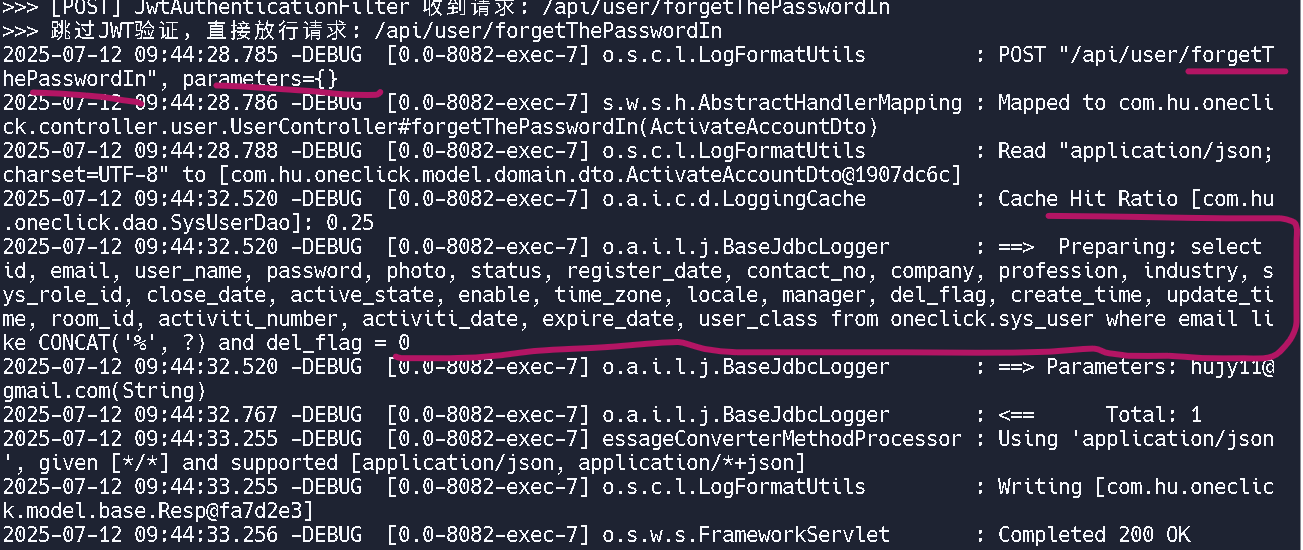 >>> [POST] JwtAuthenticationFilter 收到请求: /api/user/forgetThePasswordIn
>>> 跳过JWT验证，直接放行请求: /api/user/forgetThePasswordIn
2025-07-12 09:44:28.785 -DEBUG  [0.0-8082-exec-7] o.s.c.l.LogFormatUtils         : POST "/api/user/forgetT
hePasswordIn", parameters={}
2025-07-12 09:44:28.786 -DEBUG  [0.0-8082-exec-7] s.w.s.h.AbstractHandlerMapping : Mapped to com.hu.onecli
ck.controller.user.UserController#forgetThePasswordIn(ActivateAccountDto)
2025-07-12 09:44:28.788 -DEBUG  [0.0-8082-exec-7] o.s.c.l.LogFormatUtils         : Read "application/json;
charset=UTF-8" to [com.hu.oneclick.model.domain.dto.ActivateAccountDto@1907dc6c]
2025-07-12 09:44:32.520 -DEBUG  [0.0-8082-exec-7] o.a.i.c.d.LoggingCache         : Cache Hit Ratio [com.hu
.oneclick.dao.SysUserDao]: 0.25
2025-07-12 09:44:32.520 -DEBUG  [0.0-8082-exec-7] o.a.i.l.j.BaseJdbcLogger       : ==>  Preparing: select
id, email, user_name, password, photo, status, register_date, contact_no, company, profession, industry, s
ys_role_id, close_date, active_state, enable, time_zone, locale, manager, del_flag, create_time, update_ti
me, room_id, activiti_number, activiti_date, expire_date, user_class from oneclick.sys_user where email li
ke CONCAT('%', ?) and del_flag = 0
2025-07-12 09:44:32.520 -DEBUG  [0.0-8082-exec-7] o.a.i.l.j.BaseJdbcLogger       : ==> Parameters: hujy11@
gmail.com(String)
2025-07-12 09:44:32.767 -DEBUG  [0.0-8082-exec-7] o.a.i.l.j.BaseJdbcLogger       : <==      Total: 1
2025-07-12 09:44:33.255 -DEBUG  [0.0-8082-exec-7] essageConverterMethodProcessor : Using 'application/json
', given [*/*] and supported [application/json, application/*+json]
2025-07-12 09:44:33.255 -DEBUG  [0.0-8082-exec-7] o.s.c.l.LogFormatUtils         : Writing [com.hu.oneclic
k.model.base.Resp@fa7d2e3]
2025-07-12 09:44:33.256 -DEBUG  [0.0-8082-exec-7] o.s.w.s.FrameworkServlet       : Completed 200 OK